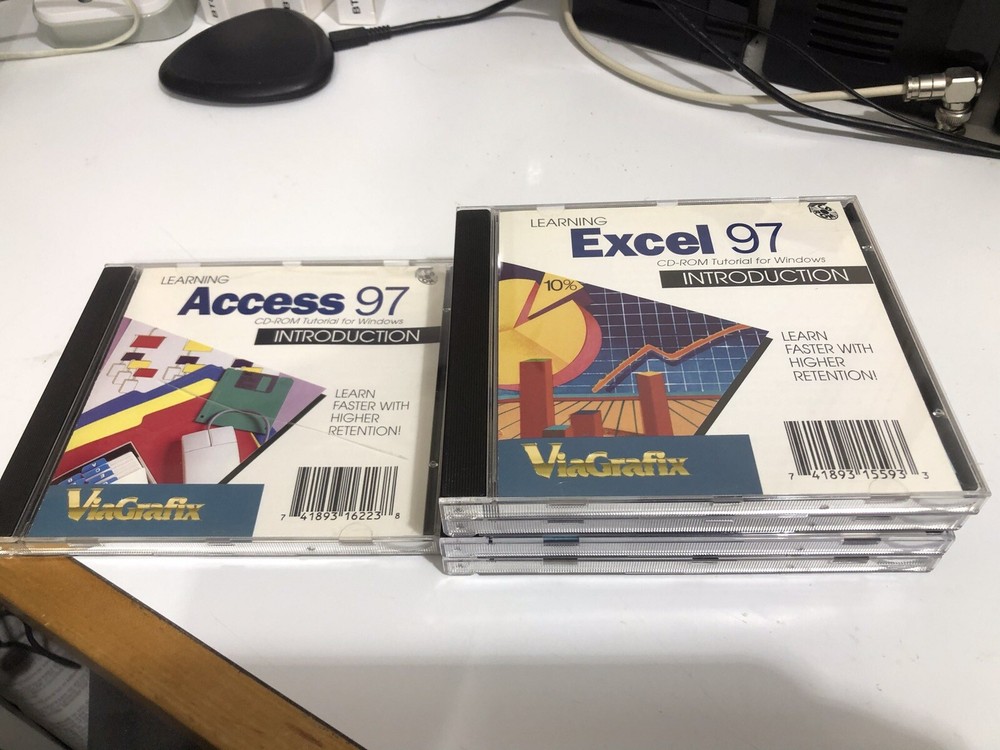 LEARNING
Access 97
CD-ROM Tutorial for Windows
INTRODUCTION
LEARN
FASTER WITH
HIGHER
RETENTION!
ViaGrafix
7 41893 16223 8
LEARNING
Excel 97
CD-ROM Tutorial for Windows
INTRODUCTION
10%
LEARN
FASTER WITH
HIGHER
RETENTION!
ViaGrafix
7 41893 15593 3